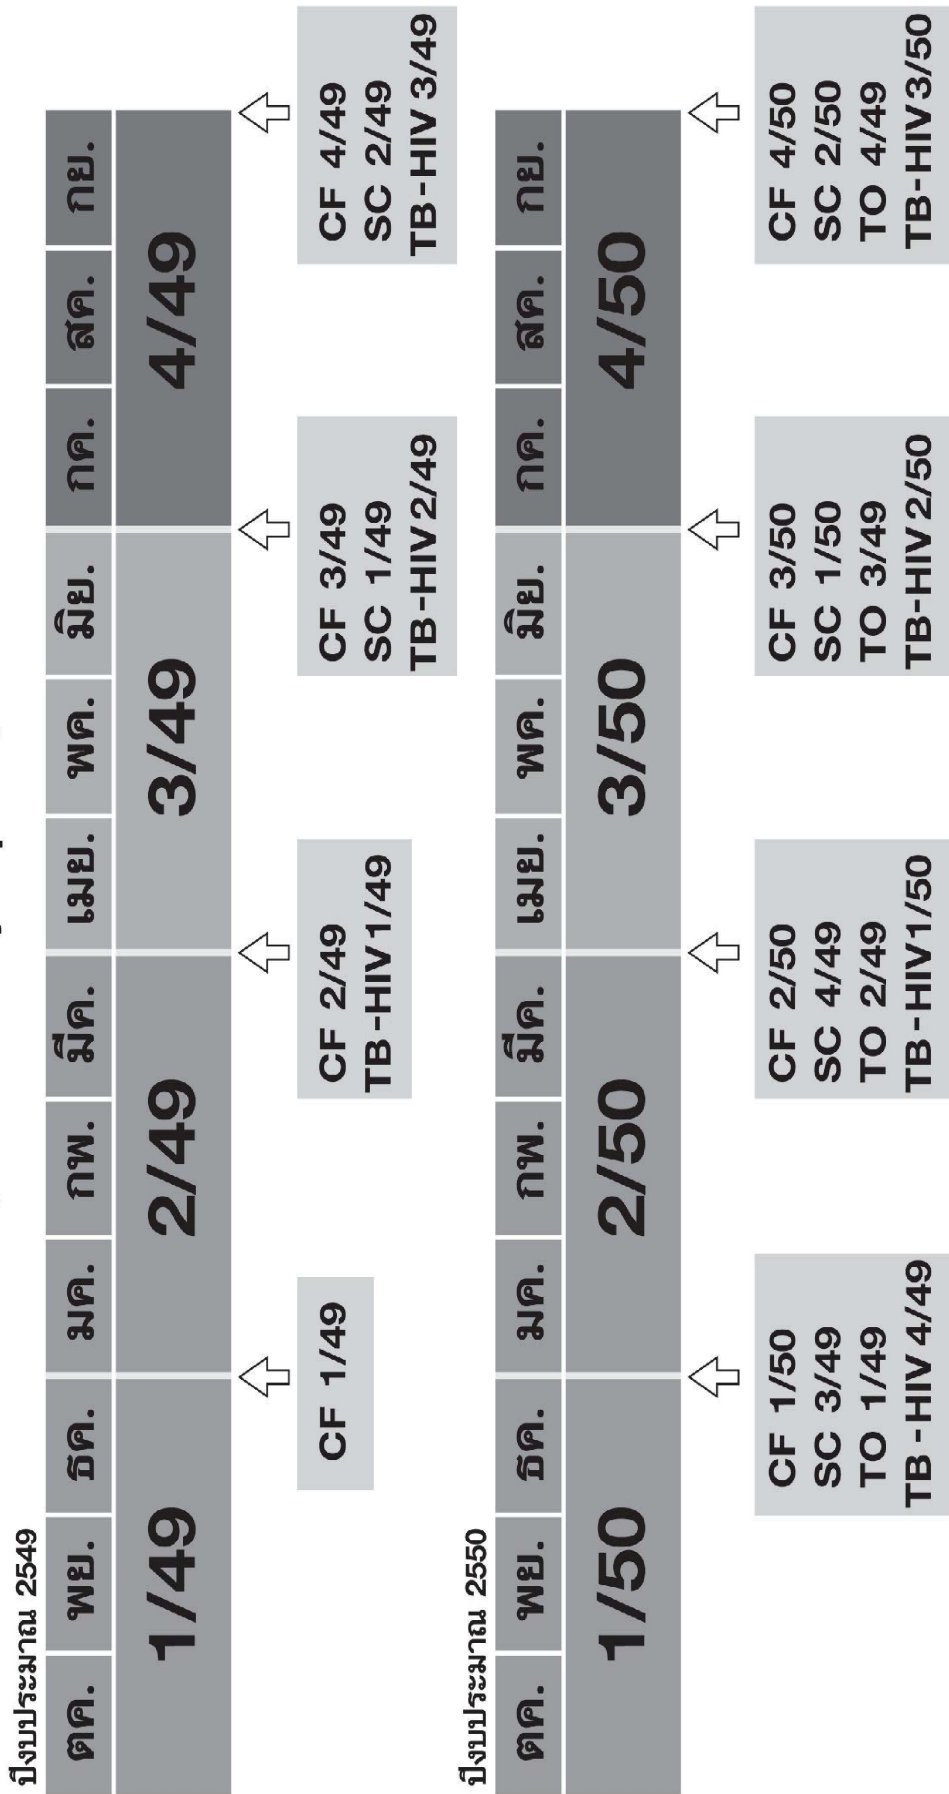 ปีงบประมาณ 2549
ตค. พย. ธค. มค. กพ. มีค. เมย. พค. มิย. กค. สค. กย.
1/49 2/49 3/49 4/49
CF 1/49
CF 2/49
TB-HIV 1/49
CF 3/49
SC 1/49
TB-HIV 2/49
CF 4/49
SC 2/49
TB-HIV 3/49
ปีงบประมาณ 2550
ตค. พย. ธค. มค. กพ. มีค. เมย. พค. มิย. กค. สค. กย.
1/50 2/50 3/50 4/50
CF 1/50
SC 3/49
TO 1/49
TB - HIV 4/49
CF 2/50
SC 4/49
TO 2/49
TB - HIV1/50
CF 3/50
SC 1/50
TO 3/49
TB-HIV 2/50
CF 4/50
SC 2/50
TO 4/49
TB-HIV3/50